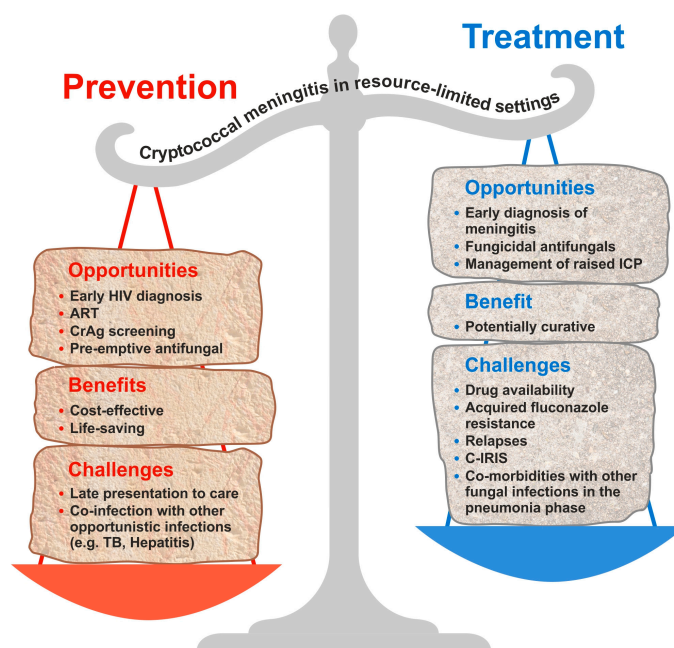 Treatment
Prevention
Cryptococcal meningitis in resource-limited settings
Opportunities
• Early HIV diagnosis
• ART
• CrAg screening
• Pre-emptive antifungal
Benefits
• Cost-effective
• Life-saving
Challenges
• Late presentation to care
• Co-infection with other
opportunistic infections
(e.g. TB, Hepatitis)
Opportunities
• Early diagnosis of
meningitis
• Fungicidal antifungals
• Management of raised ICP
Benefit
• Potentially curative
Challenges
• Drug availability
• Acquired fluconazole
resistance
• Relapses
• C-IRIS
• Co-morbidities with other
fungal infections in the
pneumonia phase